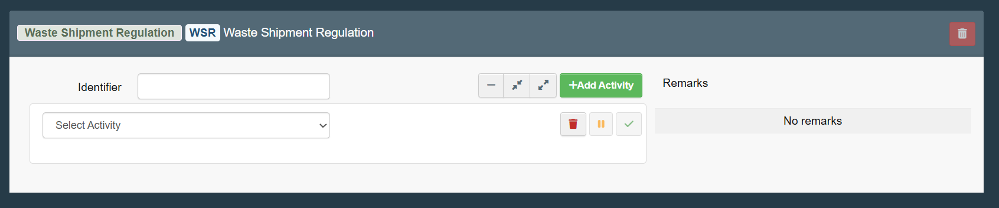 Waste Shipment Regulation WSR Waste Shipment Regulation
Identifier
+Add Activity
Remarks
Select Activity
No remarks